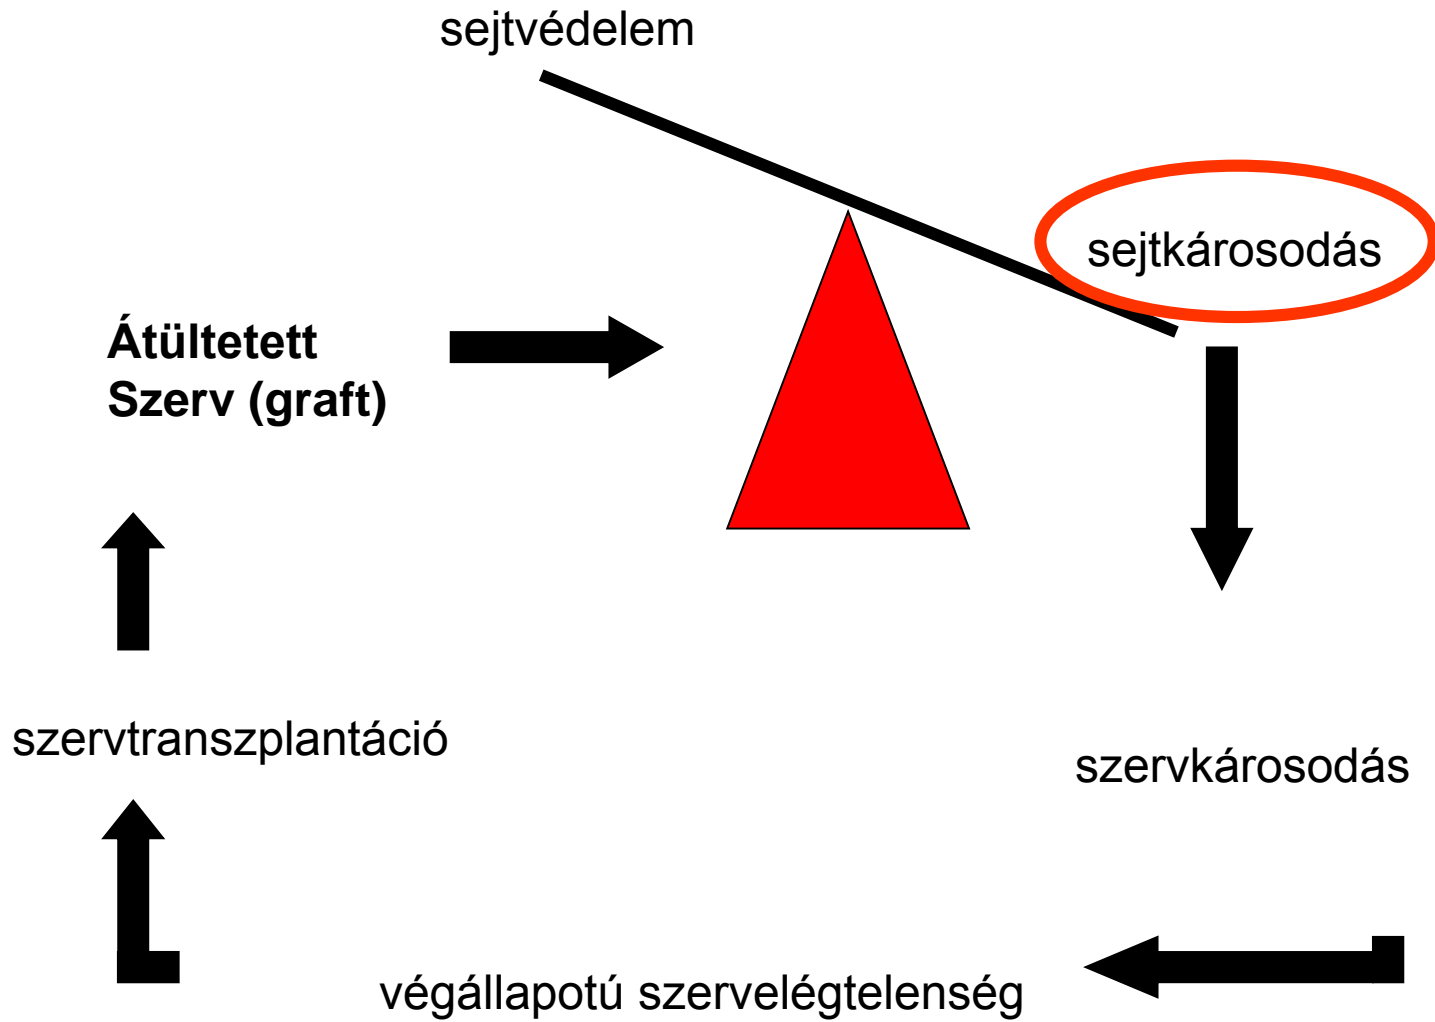 sejtvédelem
sejtkárosodás
Átültetett
Szerv (graft)
szervtranszplantáció
szervkárosodás
végállapotú szervelégtelenség